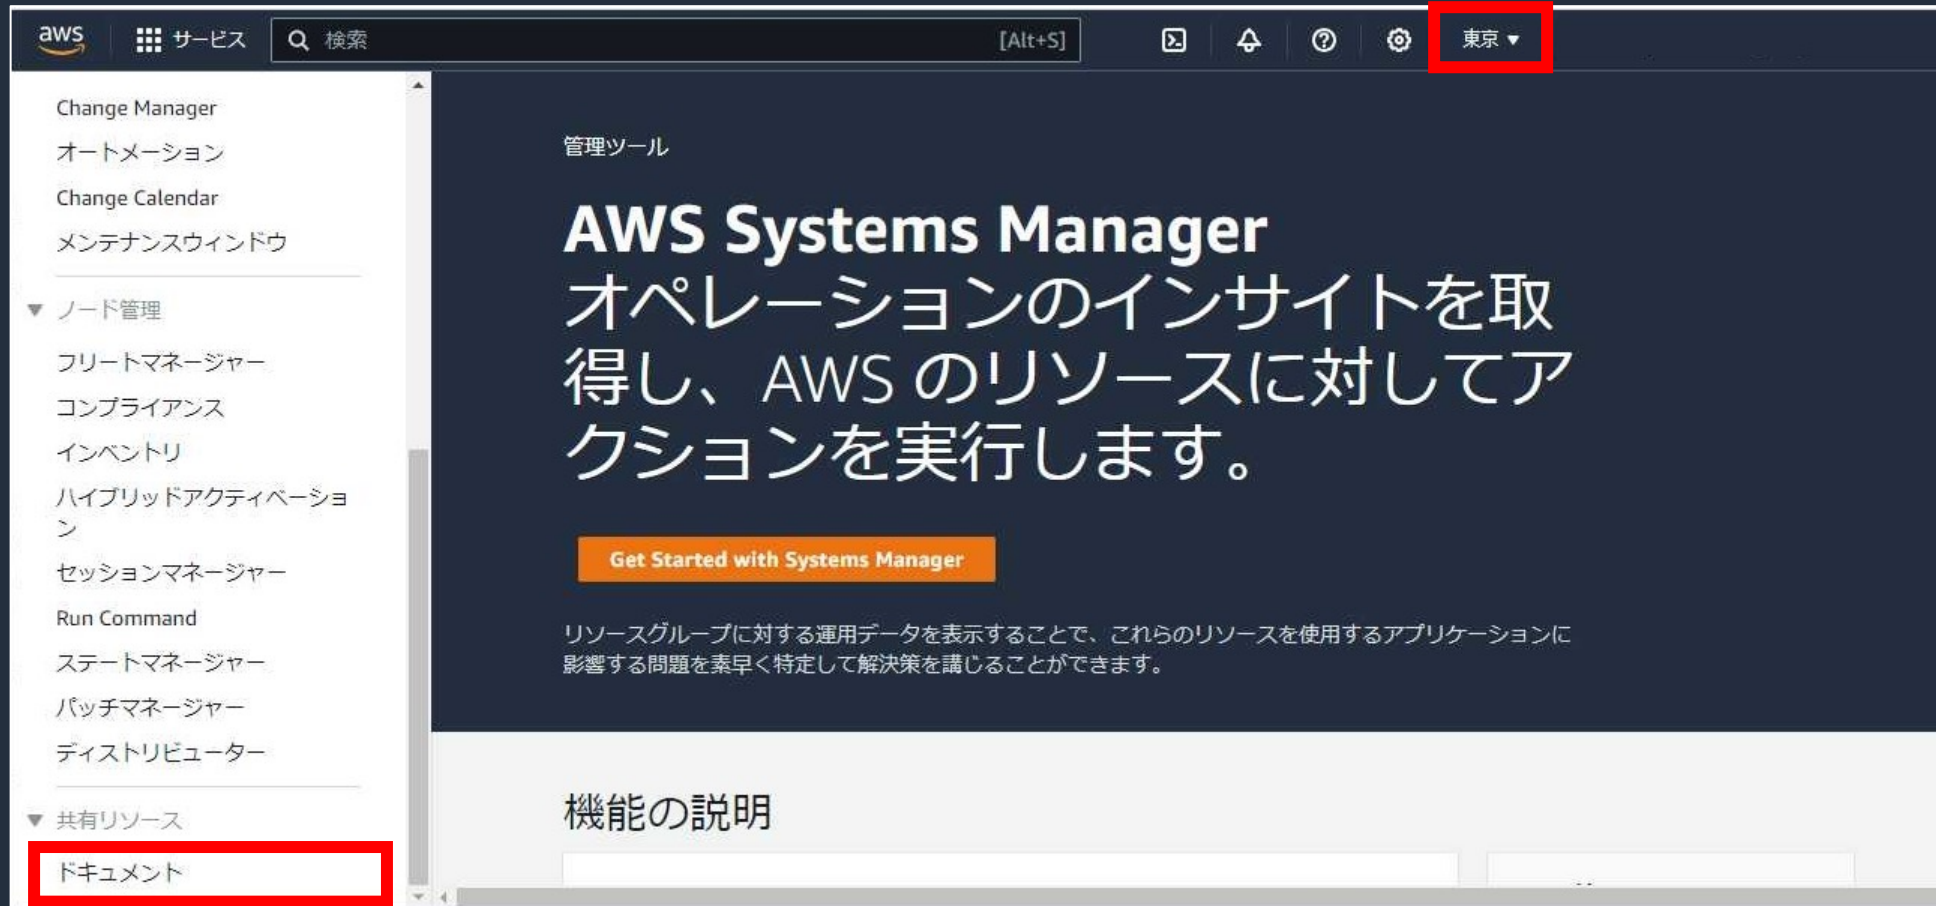 aws サービス 検索 [Alt+S] 東京 ▼
Change Manager
オートメーション
Change Calendar
メンテナンスウィンドウ
▼ ノード管理
フリートマネージャー
コンプライアンス
インベントリ
ハイブリッドアクティベーショ
ン
セッションマネージャー
Run Command
ステートマネージャー
パッチマネージャー
ディストリビューター
▼ 共有リソース
ドキュメント
管理ツール
AWS Systems Manager
オペレーションのインサイトを取
得し、AWS のリソースに対してア
クションを実行します。
Get Started with Systems Manager
リソースグループに対する運用データを表示することで、これらのリソースを使用するアプリケーションに
影響する問題を素早く特定して解決策を講じることができます。
機能の説明